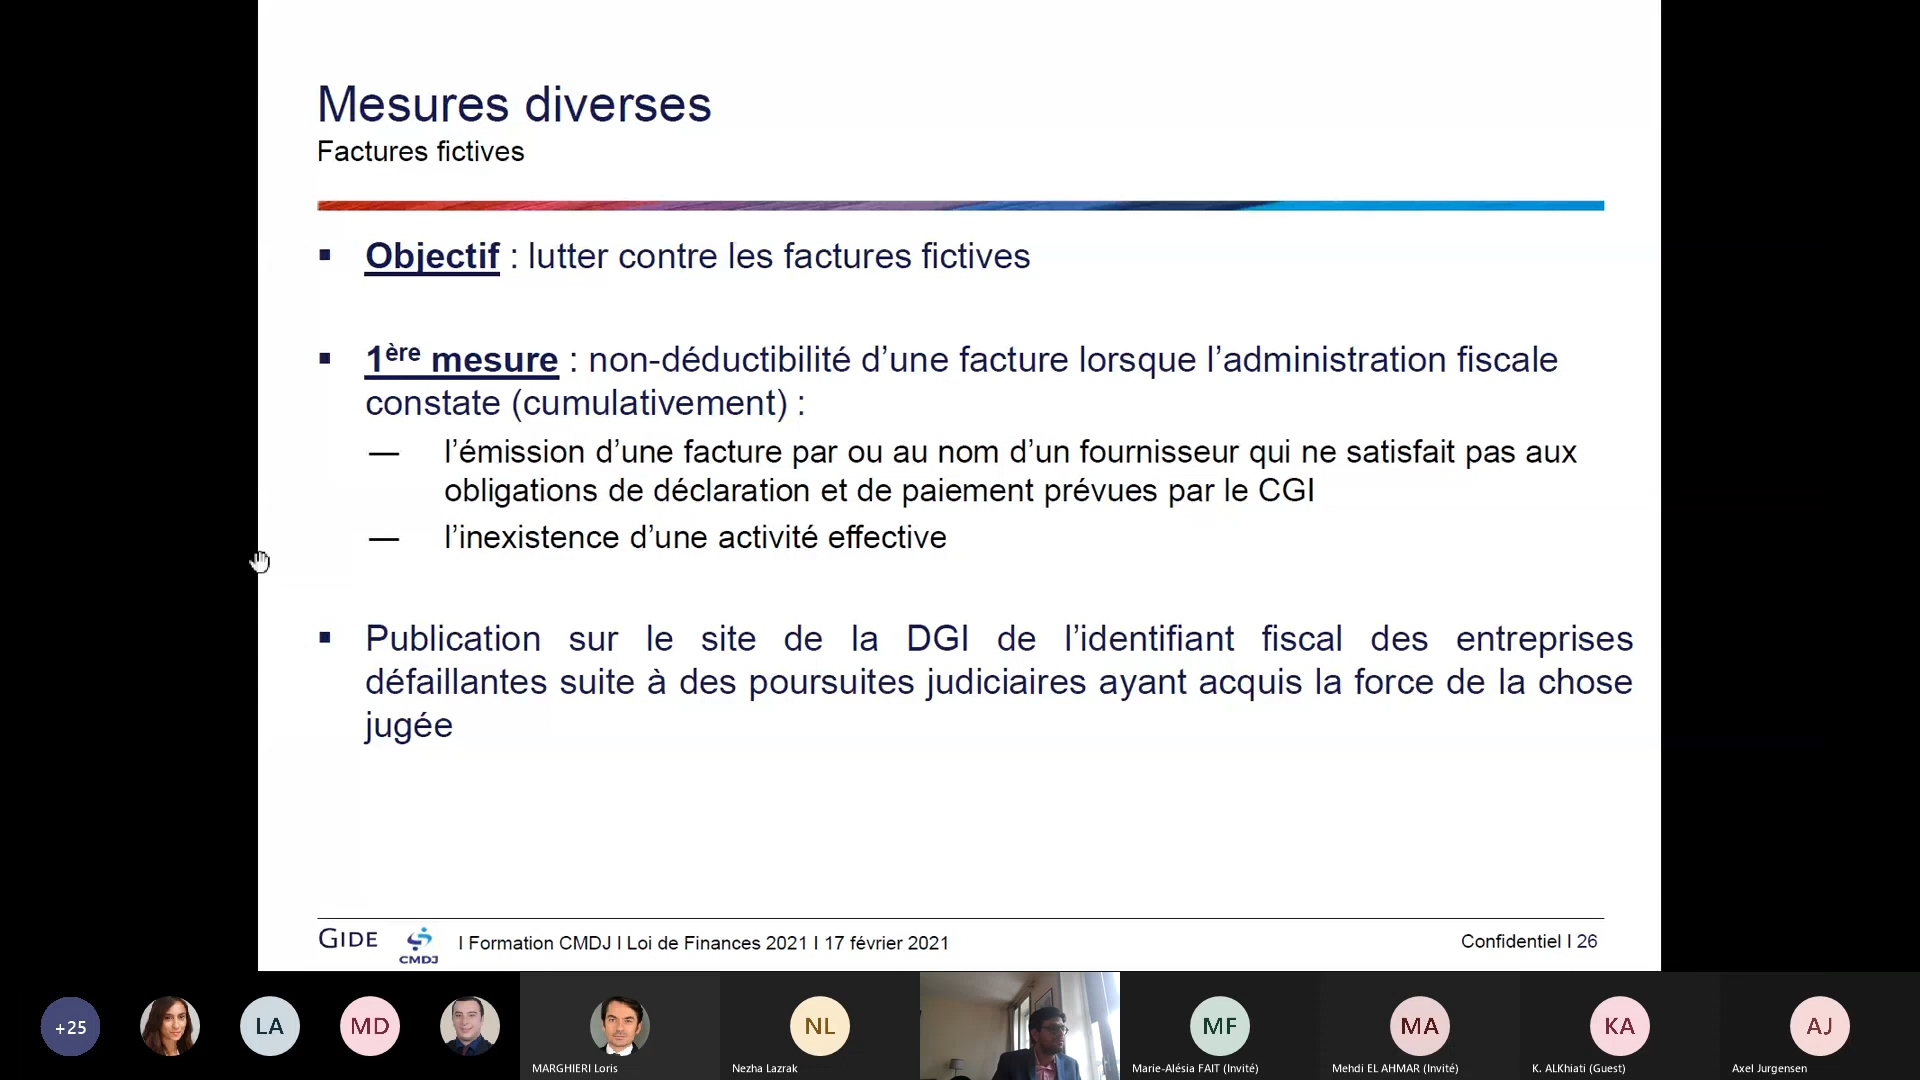 Mesures diverses
Factures fictives
▪ Objectif : lutter contre les factures fictives
▪ 1ère mesure : non-déductibilité d’une facture lorsque l’administration fiscale
constate (cumulativement) :
— l’émission d’une facture par ou au nom d’un fournisseur qui ne satisfait pas aux
obligations de déclaration et de paiement prévues par le CGI
— l’inexistence d’une activité effective
▪ Publication sur le site de la DGI de l’identifiant fiscal des entreprises
défaillantes suite à des poursuites judiciaires ayant acquis la force de la chose
jugée
GIDE CMDJ I Formation CMDJ I Loi de Finances 2021 I 17 février 2021 Confidentiel I 26
+25 LA MD NL MF MA KA AJ
MARGHIERI Loris Nezha Lazrak Marie-Alésia FAIT (Invité) Mehdi EL AHMAR (Invité) K. ALKhiati (Guest) Axel Jurgensen